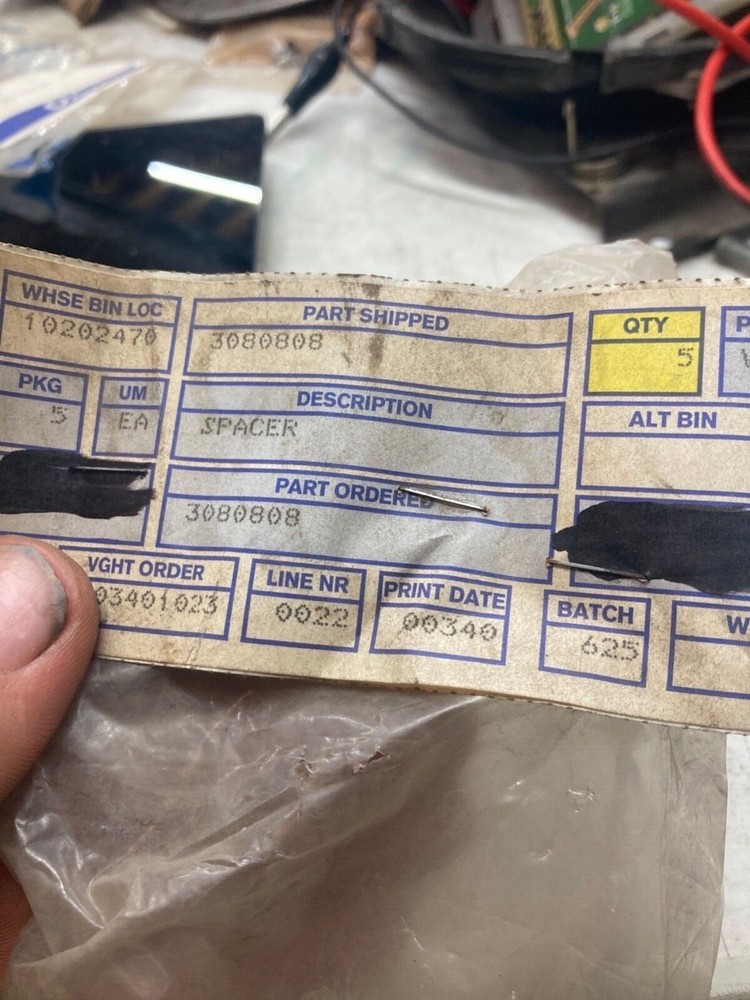 WHSE BIN LOC
10202470
PART SHIPPED
3080808
QTY
5
PKG
5
UM
EA
DESCRIPTION
SPACER
ALT BIN
PART ORDERED
3080808
VGHT ORDER
03401023
LINE NR
0022
PRINT DATE
00340
BATCH
625
W